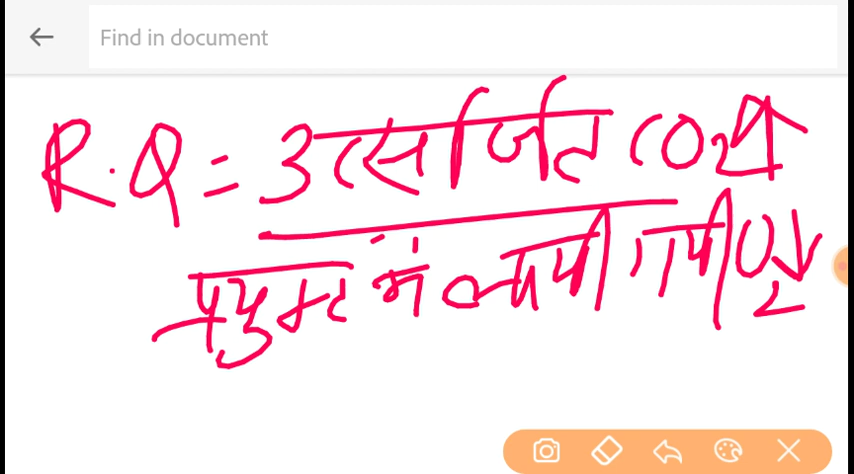 Find in document
R.Q = उत्सर्जित CO₂
प्रयुक्त में लायी गयी O₂